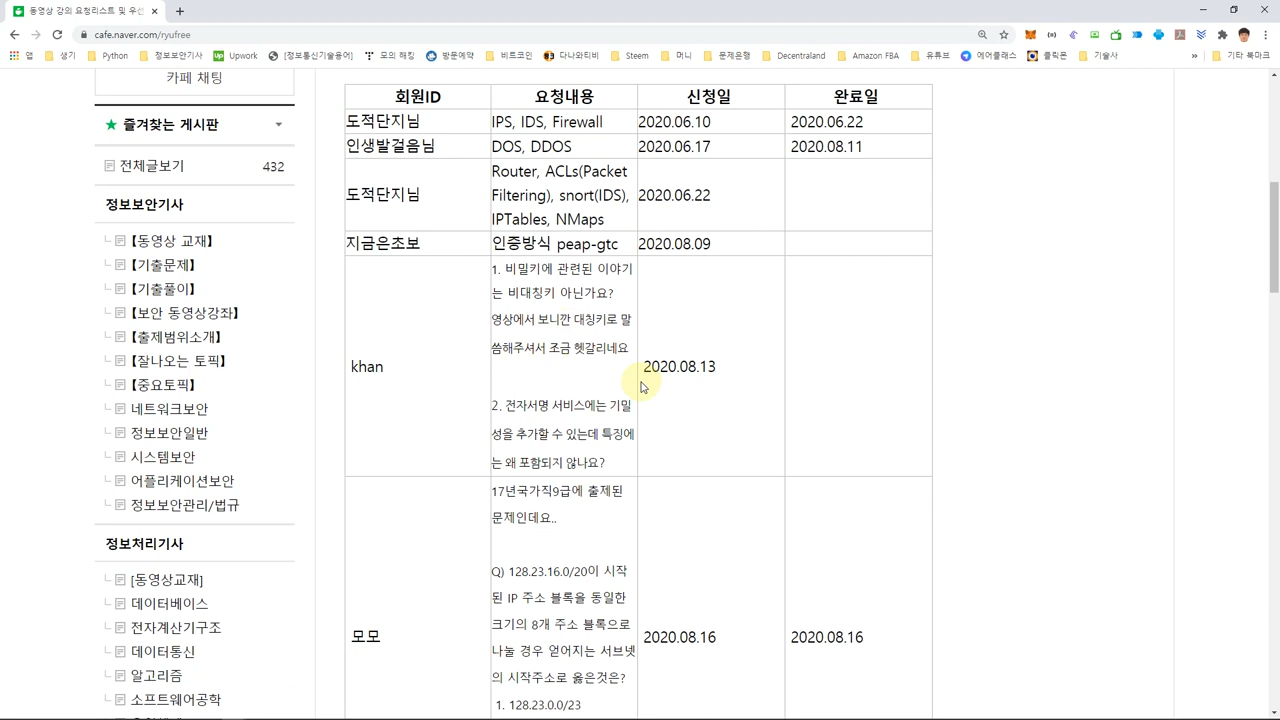 동영상 강의 요청리스트 및 우선
cafe.naver.com/ryufree
앱
생기
Python
정보보안기사
Upwork
[정보통신기술용어]
모의 해킹
방문예약
비트코인
다나와티비
Steem
머니
문제은행
Decentraland
Amazon FBA
유튜브
에어클래스
클릭폰
기술사
»
기타 북마크
카페 채팅
★ 즐겨찾는 게시판
전체글보기 432
정보보안기사
【동영상 교재】
【기출문제】
【기출풀이】
【보안 동영상강좌】
【출제범위소개】
【잘나오는 토픽】
【중요토픽】
네트워크보안
정보보안일반
시스템보안
어플리케이션보안
정보보안관리/법규
정보처리기사
[동영상교재]
데이터베이스
전자계산기구조
데이터통신
알고리즘
소프트웨어공학
회원ID 요청내용 신청일 완료일
도적단지님 IPS, IDS, Firewall 2020.06.10 2020.06.22
인생발걸음님 DOS, DDOS 2020.06.17 2020.08.11
도적단지님
Router, ACLs(Packet
Filtering), snort(IDS),
IPTables, NMaps
2020.06.22
지금은초보 인증방식 peap-gtc 2020.08.09
khan
1. 비밀키에 관련된 이야기
는 비대칭키 아닌가요?
영상에서 보니깐 대칭키로 말
씀해주셔서 조금 헷갈리네요
2. 전자서명 서비스에는 기밀
성을 추가할 수 있는데 특징에
는 왜 포함되지 않나요?
2020.08.13
모모
17년국가직9급에 출제된
문제인데요..
Q) 128.23.16.0/20이 시작
된 IP 주소 블록을 동일한
크기의 8개 주소 블록으로
나눌 경우 얻어지는 서브넷
의 시작주소로 옳은것은?
1. 128.23.0.0/23
2020.08.16 2020.08.16